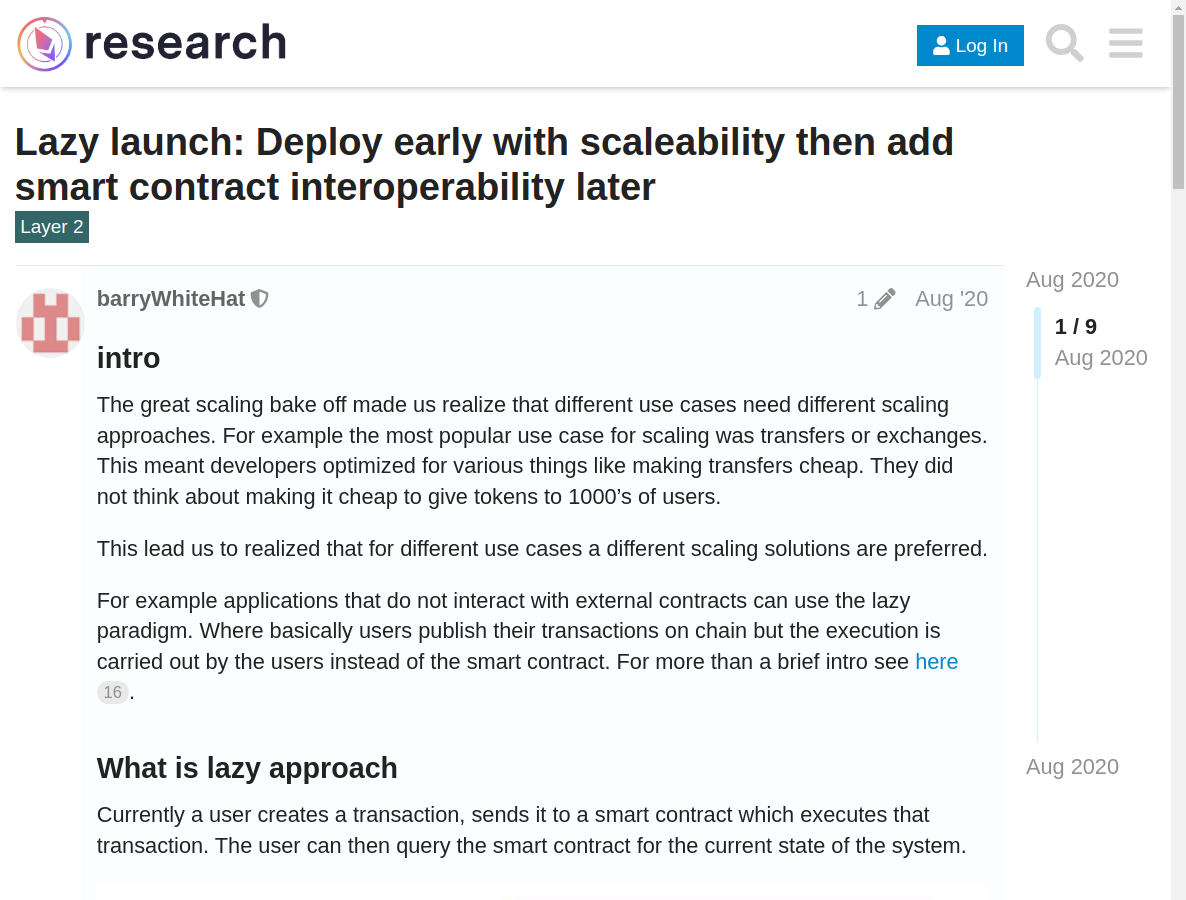 research
Log In
Lazy launch: Deploy early with scaleability then add
smart contract interoperability later
Layer 2
barryWhiteHat
1
Aug '20
Aug 2020
1 / 9
Aug 2020
intro
The great scaling bake off made us realize that different use cases need different scaling
approaches. For example the most popular use case for scaling was transfers or exchanges.
This meant developers optimized for various things like making transfers cheap. They did
not think about making it cheap to give tokens to 1000’s of users.
This lead us to realized that for different use cases a different scaling solutions are preferred.
For example applications that do not interact with external contracts can use the lazy
paradigm. Where basically users publish their transactions on chain but the execution is
carried out by the users instead of the smart contract. For more than a brief intro see here
16 .
What is lazy approach
Aug 2020
Currently a user creates a transaction, sends it to a smart contract which executes that
transaction. The user can then query the smart contract for the current state of the system.